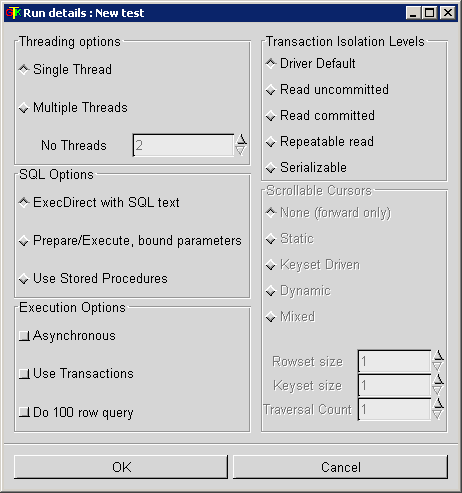 Run details : New test
Threading options
Single Thread
Multiple Threads
No Threads 2
SQL Options
ExecDirect with SQL text
Prepare/Execute, bound parameters
Use Stored Procedures
Execution Options
Asynchronous
Use Transactions
Do 100 row query
Transaction Isolation Levels
Driver Default
Read uncommitted
Read committed
Repeatable read
Serializable
Scrollable Cursors
None (forward only)
Static
Keyset Driven
Dynamic
Mixed
Rowset size 1
Keyset size 1
Traversal Count 1
OK Cancel